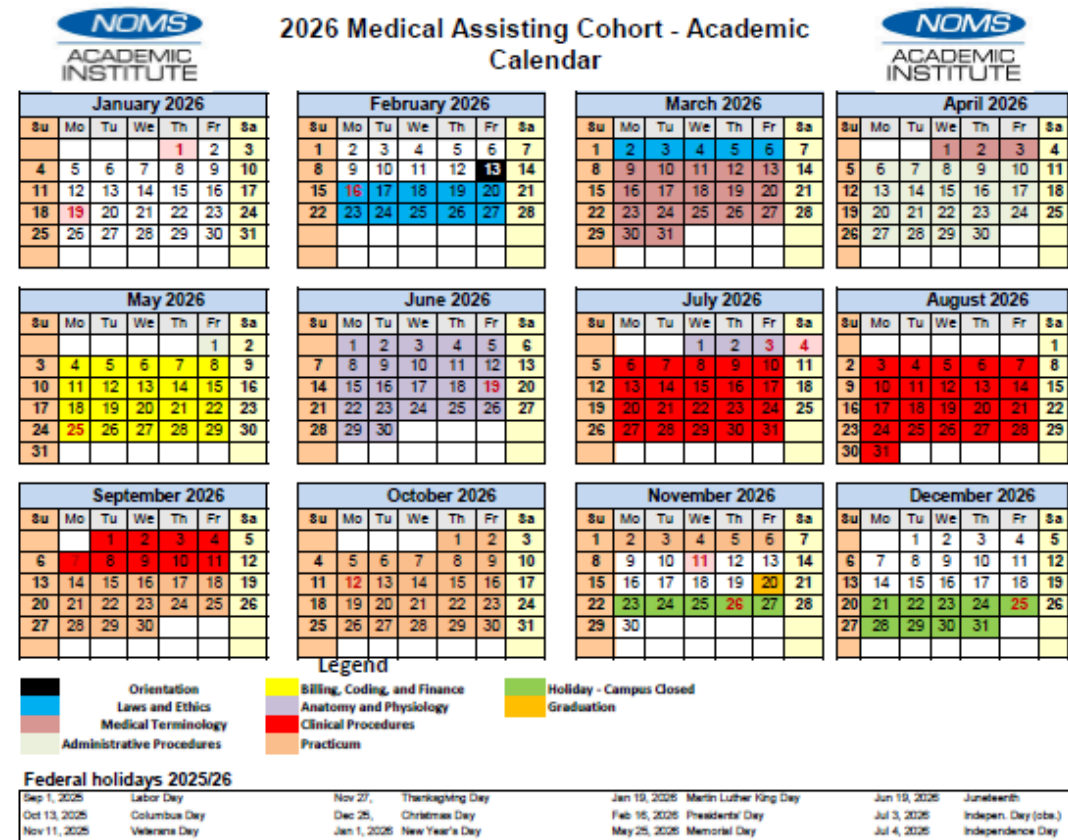 NOMS
ACADEMIC
INSTITUTE
2026 Medical Assisting Cohort - Academic
Calendar
NOMS
ACADEMIC
INSTITUTE
January 2026
Su Mo Tu We Th Fr Sa
1 2 3
4 5 6 7 8 9 10
11 12 13 14 15 16 17
18 19 20 21 22 23 24
25 26 27 28 29 30 31
February 2026
Su Mo Tu We Th Fr Sa
1 2 3 4 5 6 7
8 9 10 11 12 13 14
15 16 17 18 19 20 21
22 23 24 25 26 27 28
March 2026
Su Mo Tu We Th Fr Sa
1 2 3 4 5 6 7
8 9 10 11 12 13 14
15 16 17 18 19 20 21
22 23 24 25 26 27 28
29 30 31
April 2026
Su Mo Tu We Th Fr Sa
1 2 3 4
5 6 7 8 9 10 11
12 13 14 15 16 17 18
19 20 21 22 23 24 25
26 27 28 29 30
May 2026
Su Mo Tu We Th Fr Sa
1 2
3 4 5 6 7 8 9
10 11 12 13 14 15 16
17 18 19 20 21 22 23
24 25 26 27 28 29 30
31
June 2026
Su Mo Tu We Th Fr Sa
1 2 3 4 5 6
7 8 9 10 11 12 13
14 15 16 17 18 19 20
21 22 23 24 25 26 27
28 29 30
July 2026
Su Mo Tu We Th Fr Sa
1 2 3 4
5 6 7 8 9 10 11
12 13 14 15 16 17 18
19 20 21 22 23 24 25
26 27 28 29 30 31
August 2026
Su Mo Tu We Th Fr Sa
1
2 3 4 5 6 7 8
9 10 11 12 13 14 15
16 17 18 19 20 21 22
23 24 25 26 27 28 29
30 31
September 2026
Su Mo Tu We Th Fr Sa
1 2 3 4 5
6 7 8 9 10 11 12
13 14 15 16 17 18 19
20 21 22 23 24 25 26
27 28 29 30
October 2026
Su Mo Tu We Th Fr Sa
1 2 3
4 5 6 7 8 9 10
11 12 13 14 15 16 17
18 19 20 21 22 23 24
25 26 27 28 29 30 31
November 2026
Su Mo Tu We Th Fr Sa
1 2 3 4 5 6 7
8 9 10 11 12 13 14
15 16 17 18 19 20 21
22 23 24 25 26 27 28
29 30
December 2026
Su Mo Tu We Th Fr Sa
1 2 3 4 5
6 7 8 9 10 11 12
13 14 15 16 17 18 19
20 21 22 23 24 25 26
27 28 29 30 31
Legend
Orientation
Laws and Ethics
Medical Terminology
Administrative Procedures
Billing, Coding, and Finance
Anatomy and Physiology
Clinical Procedures
Practicum
Holiday - Campus Closed
Graduation
Federal holidays 2025/26
Sep 1, 2025 Labor Day Nov 27, Thanksgiving Day Jan 19, 2026 Martin Luther King Day Jun 19, 2026 Juneteenth
Oct 13, 2025 Columbus Day Dec 25, Christmas Day Feb 16, 2026 Presidents' Day Jul 3, 2026 Indepen. Day (obs.)
Nov 11, 2025 Veterans Day Jan 1, 2026 New Year's Day May 25, 2026 Memorial Day Jul 4, 2026 Independence Day